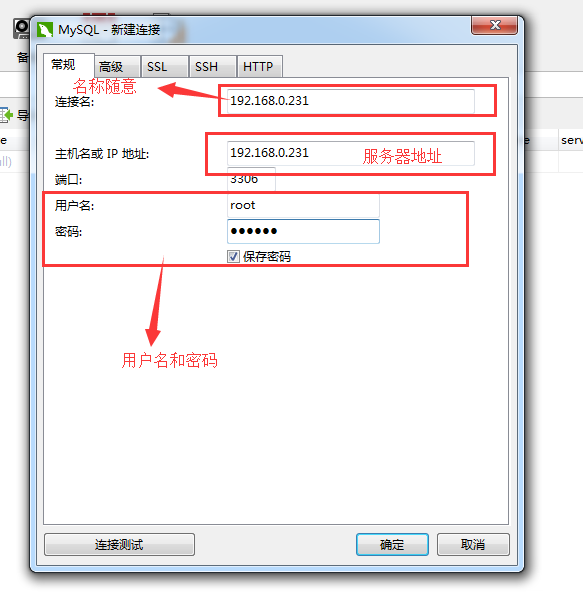 MySQL - 新建连接
备
常规 高级 SSL SSH HTTP
名称随意
连接名: 192.168.0.231
导
e serv
主机名或 IP 地址: 192.168.0.231 服务器地址
端口: 3306
用户名: root
密码: ●●●●●●
保存密码
用户名和密码
连接测试 确定 取消